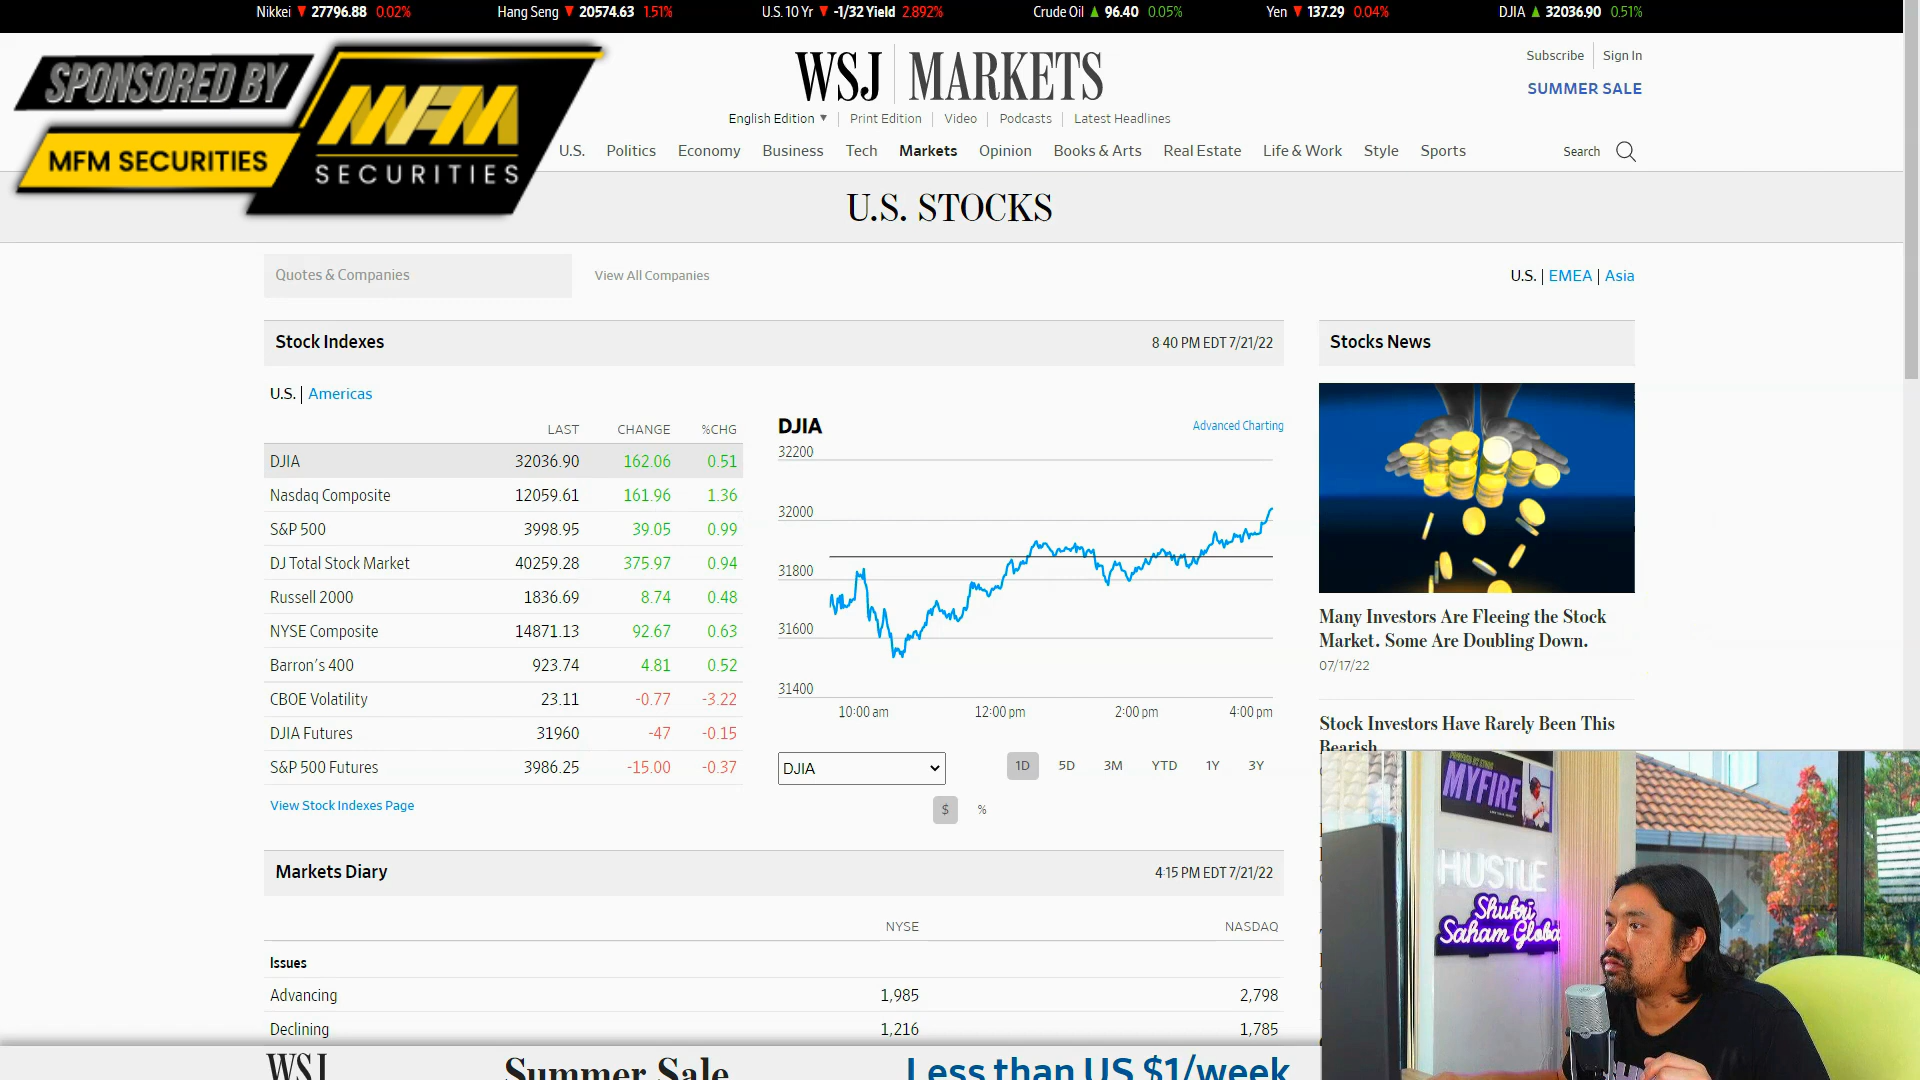 Nikkei ▼ 27796.88 0.02% Hang Seng ▼ 20574.63 1.51% U.S. 10 Yr ▼ -1/32 Yield 2.892% Crude Oil ▲ 96.40 0.05% Yen ▼ 137.29 0.04% DJIA ▲ 32036.90 0.51%
SPONSORED BY
MFM SECURITIES
MFM
SECURITIES
WSJ MARKETS
Subscribe Sign In
SUMMER SALE
English Edition ▼ Print Edition Video Podcasts Latest Headlines
U.S. Politics Economy Business Tech Markets Opinion Books & Arts Real Estate Life & Work Style Sports Search
U.S. STOCKS
Quotes & Companies View All Companies U.S. | EMEA | Asia
Stock Indexes 8 40 PM EDT 7/21/22
U.S. | Americas
LAST CHANGE %CHG
DJIA 32036.90 162.06 0.51
Nasdaq Composite 12059.61 161.96 1.36
S&P 500 3998.95 39.05 0.99
DJ Total Stock Market 40259.28 375.97 0.94
Russell 2000 1836.69 8.74 0.48
NYSE Composite 14871.13 92.67 0.63
Barron's 400 923.74 4.81 0.52
CBOE Volatility 23.11 -0.77 -3.22
DJIA Futures 31960 -47 -0.15
S&P 500 Futures 3986.25 -15.00 -0.37
View Stock Indexes Page
DJIA Advanced Charting
32200
32000
31800
31600
31400
10:00 am 12:00 pm 2:00 pm 4:00 pm
DJIA 1D 5D 3M YTD 1Y 3Y
$ %
Stocks News
Many Investors Are Fleeing the Stock
Market. Some Are Doubling Down.
07/17/22
Stock Investors Have Rarely Been This
Bearish
Markets Diary 4:15 PM EDT 7/21/22
NYSE NASDAQ
Issues
Advancing 1,985 2,798
Declining 1,216 1,785
WSJ Summer Sale Less than US $1/week
MYFIRE
HUSTLE
Shukri
Saham Global